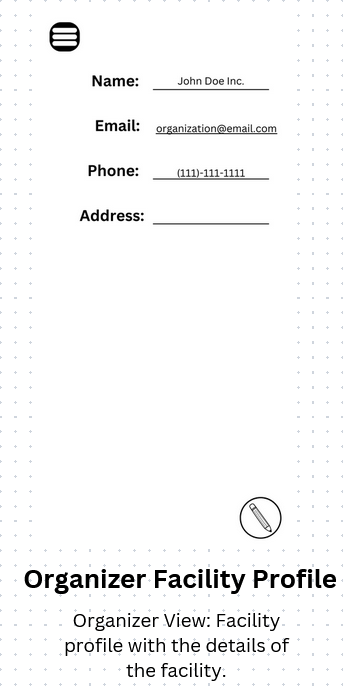 Name: John Doe Inc.
Email: organization@email.com
Phone: (111)-111-1111
Address:
Organizer Facility Profile
Organizer View: Facility
profile with the details of
the facility.